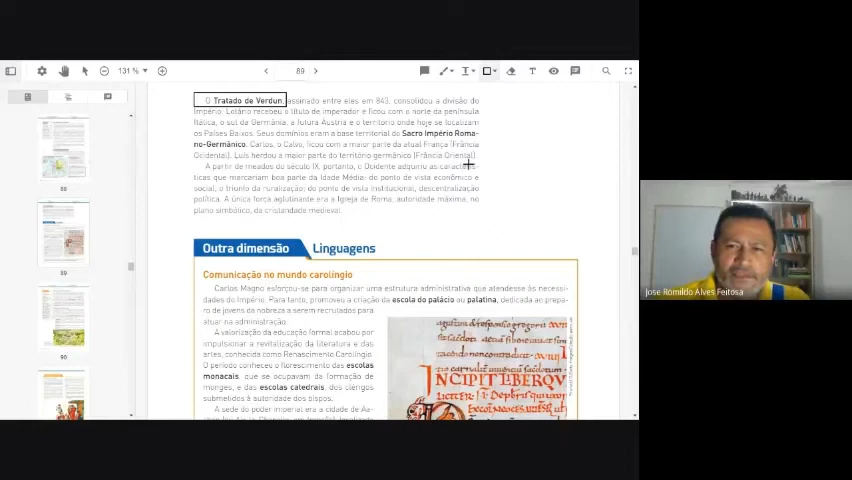 131 %
89
O Tratado de Verdun, assinado entre eles em 843, consolidou a divisão do
Império. Lotário recebeu o título de imperador e ficou com o norte da península
Itálica, o sul da Germânia, a futura Áustria e o território onde hoje se localizam
os Países Baixos. Seus domínios eram a base territorial do Sacro Império Roma-
no-Germânico. Carlos, o Calvo, ficou com a maior parte da atual França (Frância
Ocidental). Luís herdou a maior parte do território germânico (Frância Oriental).
A partir de meados do século IX, portanto, o Ocidente adquiriu as característi-
ticas que marcariam boa parte da Idade Média: do ponto de vista econômico e
social, o triunfo da ruralização; do ponto de vista institucional, descentralização
política. A única força aglutinante era a Igreja de Roma, autoridade máxima, no
plano simbólico, da cristandade medieval.
88
89
90
Outra dimensão Linguagens
Comunicação no mundo carolíngio
Carlos Magno esforçou-se para organizar uma estrutura administrativa que atendesse às necessi-
dades do Império. Para tanto, promoveu a criação da escola do palácio ou palatina, dedicada ao prepa-
ro de jovens da nobreza a serem recrutados para
atuar na administração.
A valorização da educação formal acabou por
impulsionar a revitalização da literatura e das
artes, conhecida como Renascimento Carolíngio.
O período conheceu o florescimento das escolas
monacais, que se ocupavam da formação de
monges, e das escolas catedrais, dos clérigos
submetidos à autoridade dos bispos.
A sede do poder imperial era a cidade de Aa-
INCIPIT LIBER QU
Jose Romildo Alves Feitosa